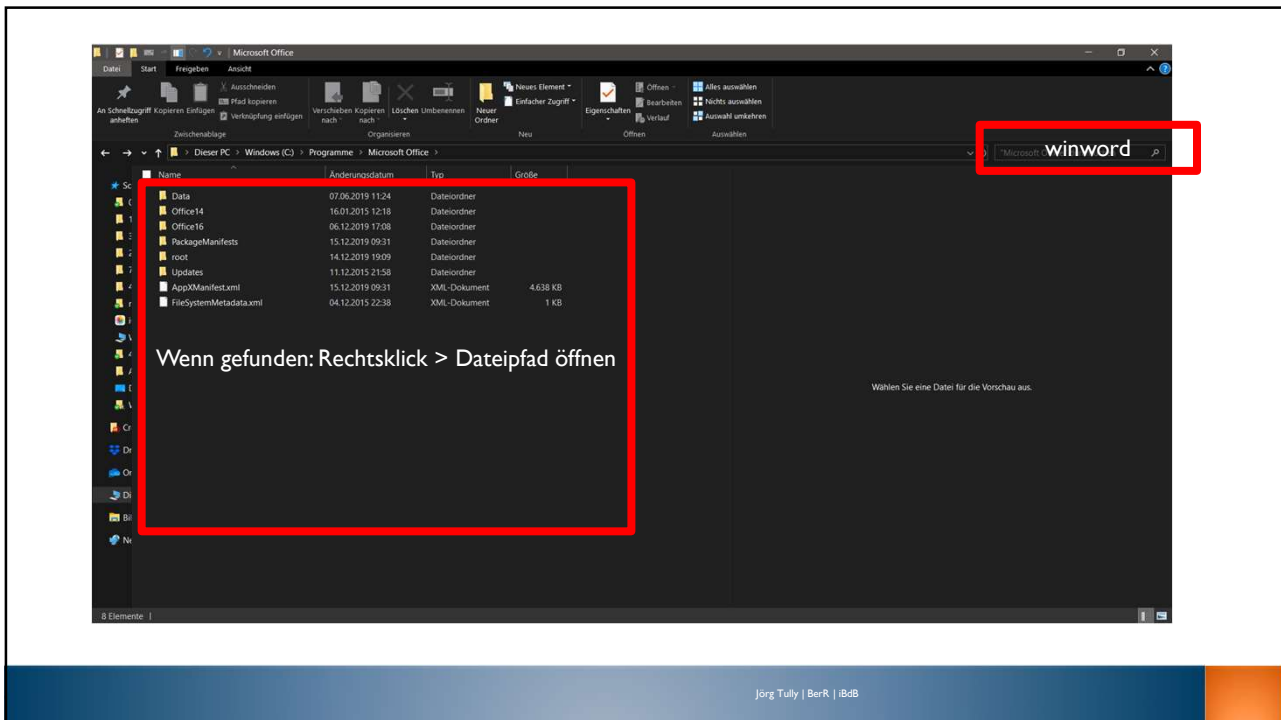 Microsoft Office
Datei Start Freigeben Ansicht
An Schnellzugriff anheften
Kopieren
Einfügen
Ausschneiden
Pfad kopieren
Verknüpfung einfügen
Zwischenablage
Verschieben nach
Kopieren nach
Löschen
Umbenennen
Organisieren
Neuer Ordner
Neues Element
Einfacher Zugriff
Neu
Eigenschaften
Öffnen
Bearbeiten
Verlauf
Öffnen
Alles auswählen
Nichts auswählen
Auswahl umkehren
Auswählen
Dieser PC > Windows (C:) > Programme > Microsoft Office >
winword
Name Änderungsdatum Typ Größe
Data 07.06.2019 11:24 Dateiordner
Office14 16.01.2015 12:18 Dateiordner
Office16 06.12.2019 17:08 Dateiordner
PackageManifests 15.12.2019 09:31 Dateiordner
root 14.12.2019 19:09 Dateiordner
Updates 11.12.2015 21:58 Dateiordner
AppXManifest.xml 15.12.2019 09:31 XML-Dokument 4.638 KB
FileSystemMetadata.xml 04.12.2015 22:38 XML-Dokument 1 KB
Wenn gefunden: Rechtsklick > Dateipfad öffnen
Wählen Sie eine Datei für die Vorschau aus.
8 Elemente
Jörg Tully | BerR | iBdB